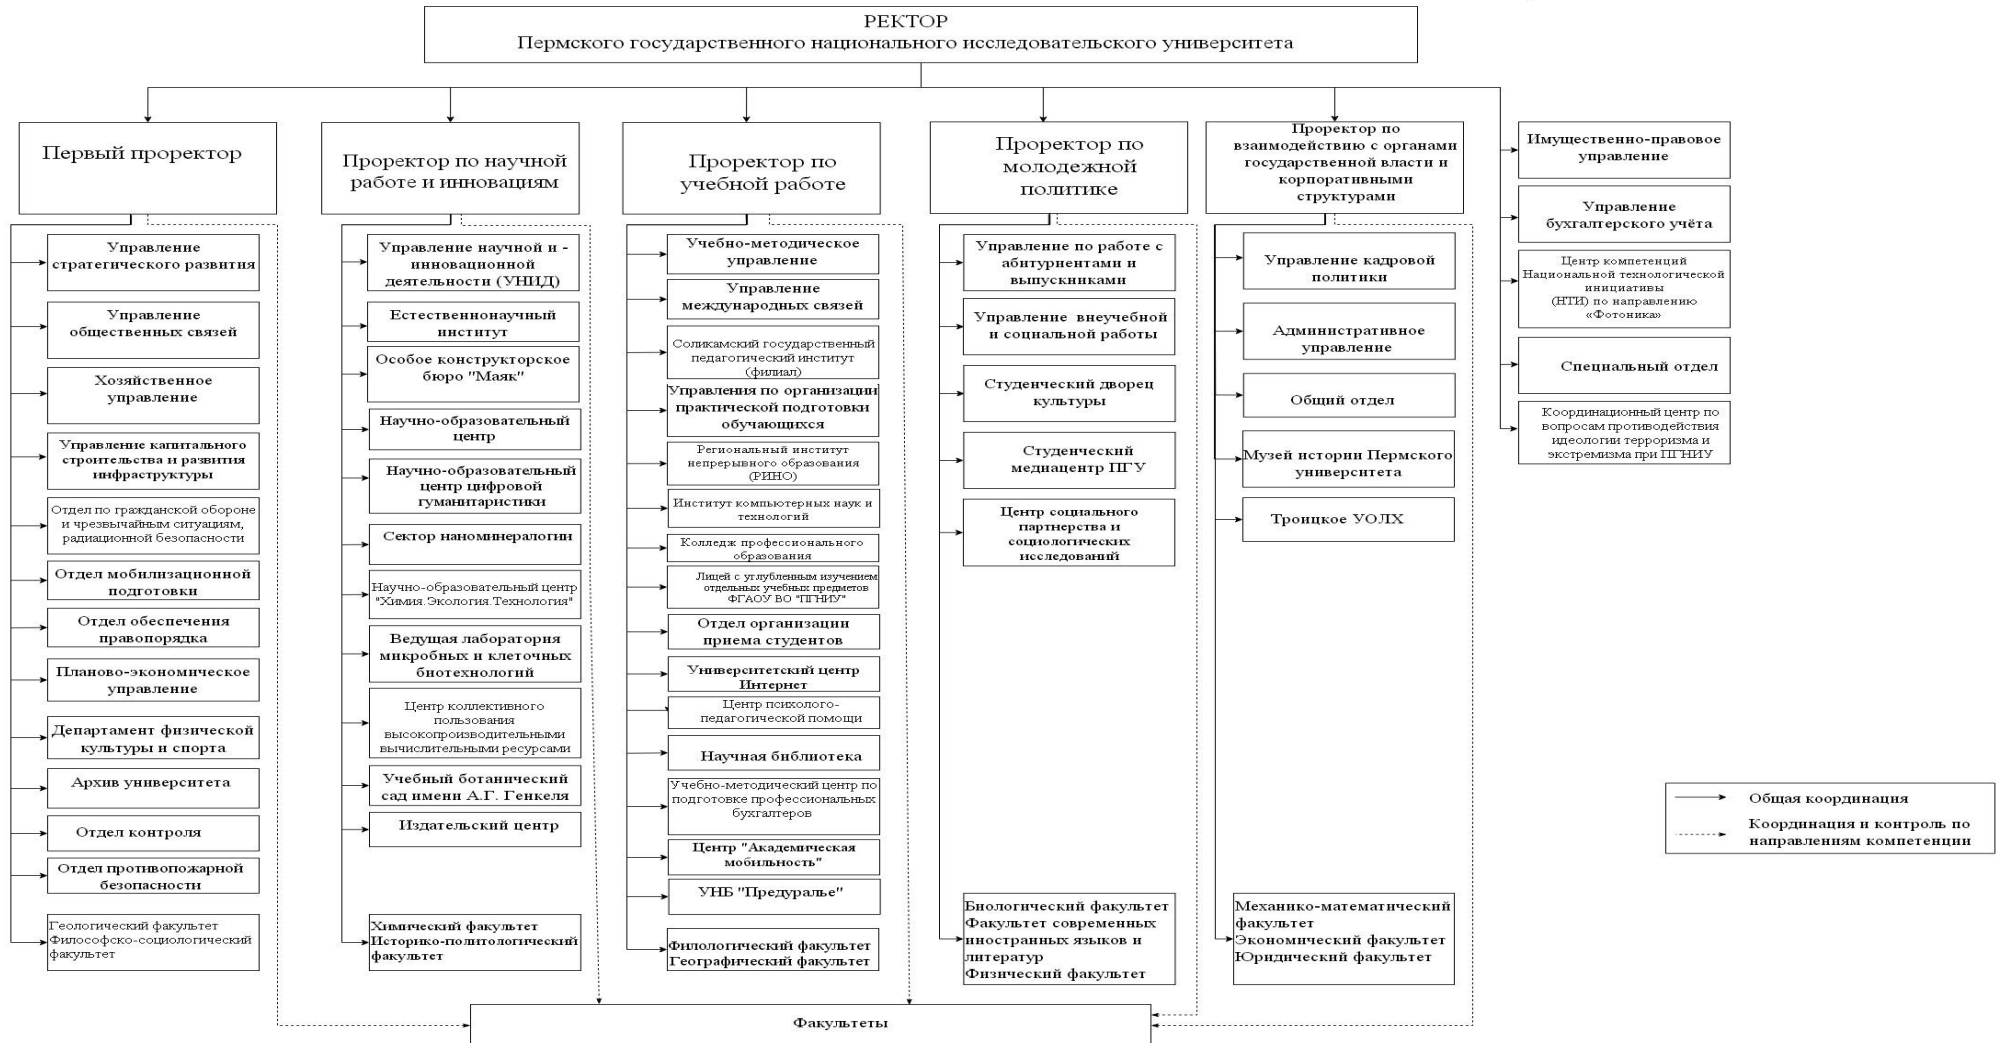 РЕКТОР
Пермского государственного национального исследовательского университета
Первый проректор
Управление
стратегического развития
Управление
общественных связей
Хозяйственное
управление
Управление капитального
строительства и развития
инфраструктуры
Отдел по гражданской обороне
и чрезвычайным ситуациям,
радиационной безопасности
Отдел мобилизационной
подготовки
Отдел обеспечения
правопорядка
Планово-экономическое
управление
Департамент физической
культуры и спорта
Архив университета
Отдел контроля
Отдел противопожарной
безопасности
Геологический факультет
Философско-социологический
факультет
Проректор по научной
работе и инновациям
Управление научной и -
инновационной
деятельности (УНИД)
Естественнонаучный
институт
Особое конструкторское
бюро "Маяк"
Научно-образовательный
центр
Научно-образовательный
центр цифровой
гуманитаристики
Сектор наноминералогии
Научно-образовательный центр
"Химия.Экология.Технология"
Ведущая лаборатория
микробных и клеточных
биотехнологий
Центр коллективного
пользования
высокопроизводительными
вычислительными ресурсами
Учебный ботанический
сад имени А.Г. Генкеля
Издательский центр
Химический факультет
Историко-политологический
факультет
Проректор по
учебной работе
Учебно-методическое
управление
Управление
международных связей
Соликамский государственный
педагогический институт
(филиал)
Управления по организации
практической подготовки
обучающихся
Региональный институт
непрерывного образования
(РИНО)
Институт компьютерных наук и
технологий
Колледж профессионального
образования
Лицей с углубленным изучением
отдельных учебных предметов
ФГАОУ ВО "ПГНИУ"
Отдел организации
приема студентов
Университетский центр
Интернет
Центр психолого-
педагогической помощи
Научная библиотека
Учебно-методический центр по
подготовке профессиональных
бухгалтеров
Центр "Академическая
мобильность"
УНБ "Предуралье"
Филологический факультет
Географический факультет
Проректор по
молодежной
политике
Управление по работе с
абитуриентами и
выпускниками
Управление внеучебной
и социальной работы
Студенческий дворец
культуры
Студенческий
медиацентр ПГУ
Центр социального
партнерства и
социологических
исследований
Биологический факультет
Факультет современных
иностранных языков и
литератур
Физический факультет
Проректор по
взаимодействию с органами
государственной власти и
корпоративными
структурами
Управление кадровой
политики
Административное
управление
Общий отдел
Музей истории Пермского
университета
Троицкое УОЛХ
Механико-математический
факультет
Экономический факультет
Юридический факультет
Имущественно-правовое
управление
Управление
бухгалтерского учёта
Центр компетенций
Национальной технологической
инициативы
(НТИ) по направлению
«Фотоника»
Специальный отдел
Координационный центр по
вопросам противодействия
идеологии терроризма и
экстремизма при ПГНИУ
Общая координация
Координация и контроль по
направлениям компетенции
Факультеты